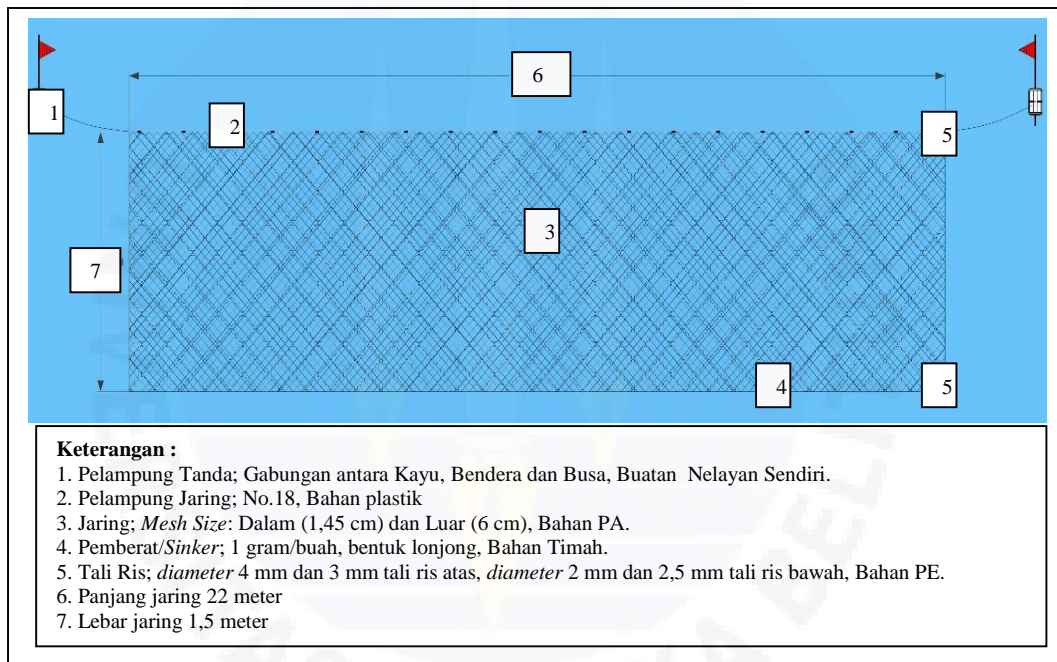 6
1
2
5
3
7
4
5
Keterangan :
1. Pelampung Tanda; Gabungan antara Kayu, Bendera dan Busa, Buatan Nelayan Sendiri.
2. Pelampung Jaring; No.18, Bahan plastik
3. Jaring; Mesh Size: Dalam (1,45 cm) dan Luar (6 cm), Bahan PA.
4. Pemberat/Sinker; 1 gram/buah, bentuk lonjong, Bahan Timah.
5. Tali Ris; diameter 4 mm dan 3 mm tali ris atas, diameter 2 mm dan 2,5 mm tali ris bawah, Bahan PE.
6. Panjang jaring 22 meter
7. Lebar jaring 1,5 meter